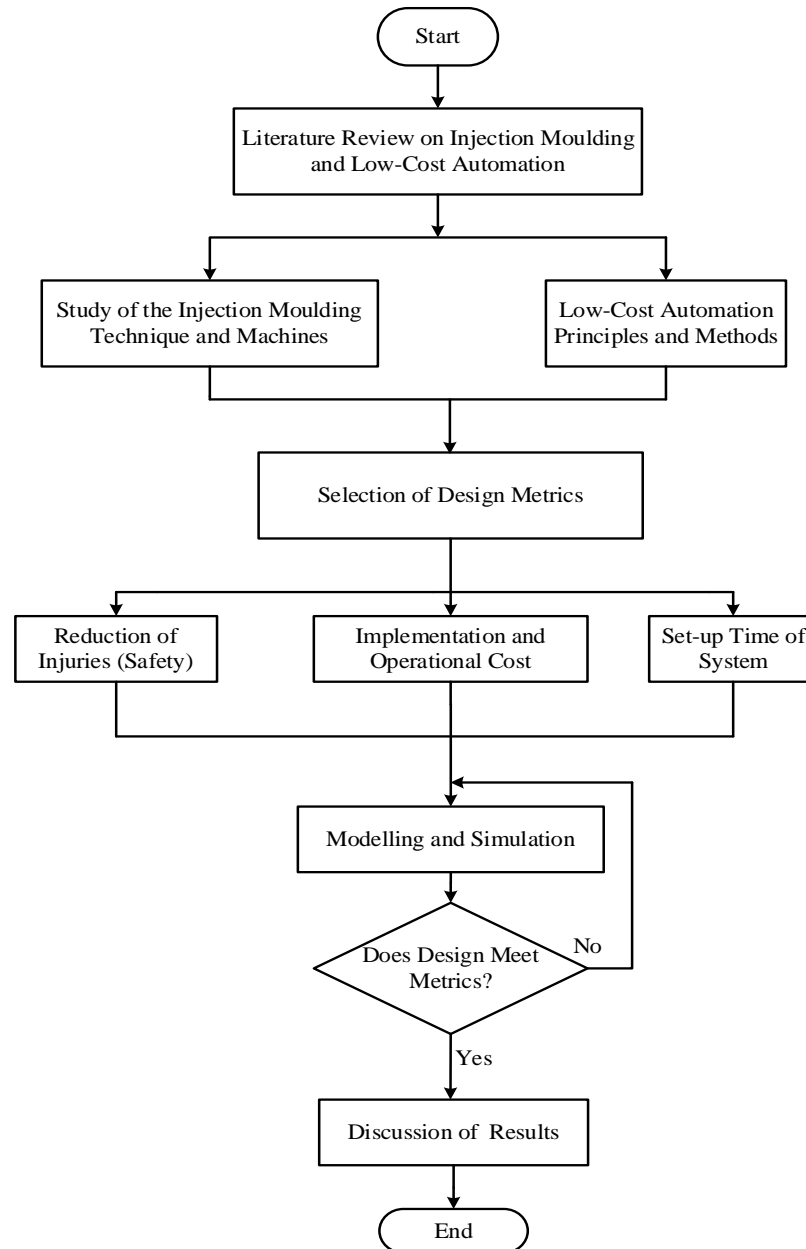 Start
Literature Review on Injection Moulding
and Low-Cost Automation
Study of the Injection Moulding
Technique and Machines
Low-Cost Automation
Principles and Methods
Selection of Design Metrics
Reduction of
Injuries (Safety)
Implementation and
Operational Cost
Set-up Time of
System
Modelling and Simulation
Does Design Meet
Metrics?
No
Yes
Discussion of Results
End